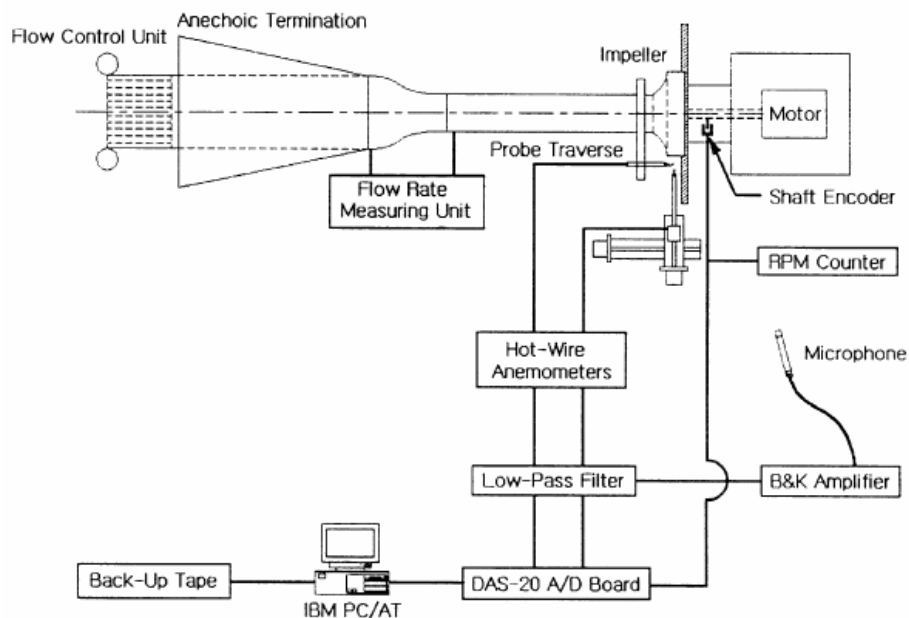 Anechoic Termination
Flow Control Unit
Impeller
Motor
Probe Traverse
Flow Rate
Measuring Unit
Shaft Encoder
RPM Counter
Hot-Wire
Anemometers
Microphone
Low-Pass Filter
B&K Amplifier
Back-Up Tape
DAS-20 A/D Board
IBM PC/AT